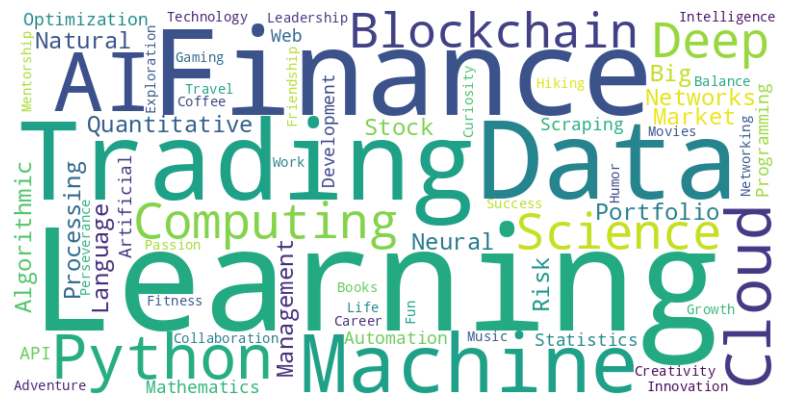 Optimization
Technology
Leadership
Intelligence
Natural
Web
Blockchain
Deep
Mentorship
AI
Exploration
Finance
Gaming
Travel
Coffee
Friendship
Curiosity
Hiking
Big
Balance
Networks
Market
Programming
Trading
Quantitative
Stock
Development
Scraping
Movies
Data
Networking
Work
Humor
Algorithmic
Processing
Perseverance
Language
Artificial
Computing
Passion
Success
Portfolio
Neural
Science
Cloud
Learning
Fitness
Management
Books
Life
Career
Fun
Risk
Growth
API
Python
Collaboration
Machine
Automation
Music
Statistics
Creativity
Innovation
Adventure
Mathematics